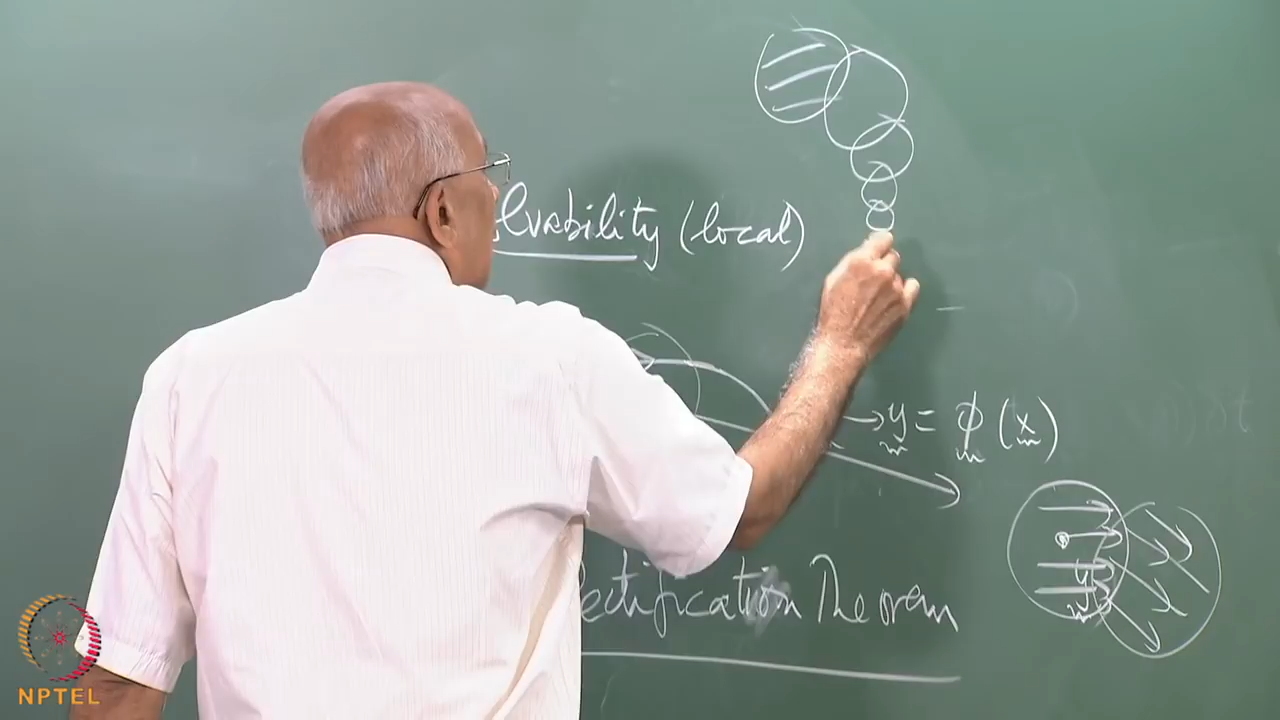 lvability (local)
→ y = ϕ (x)
y
ectification Theorem
NPTEL